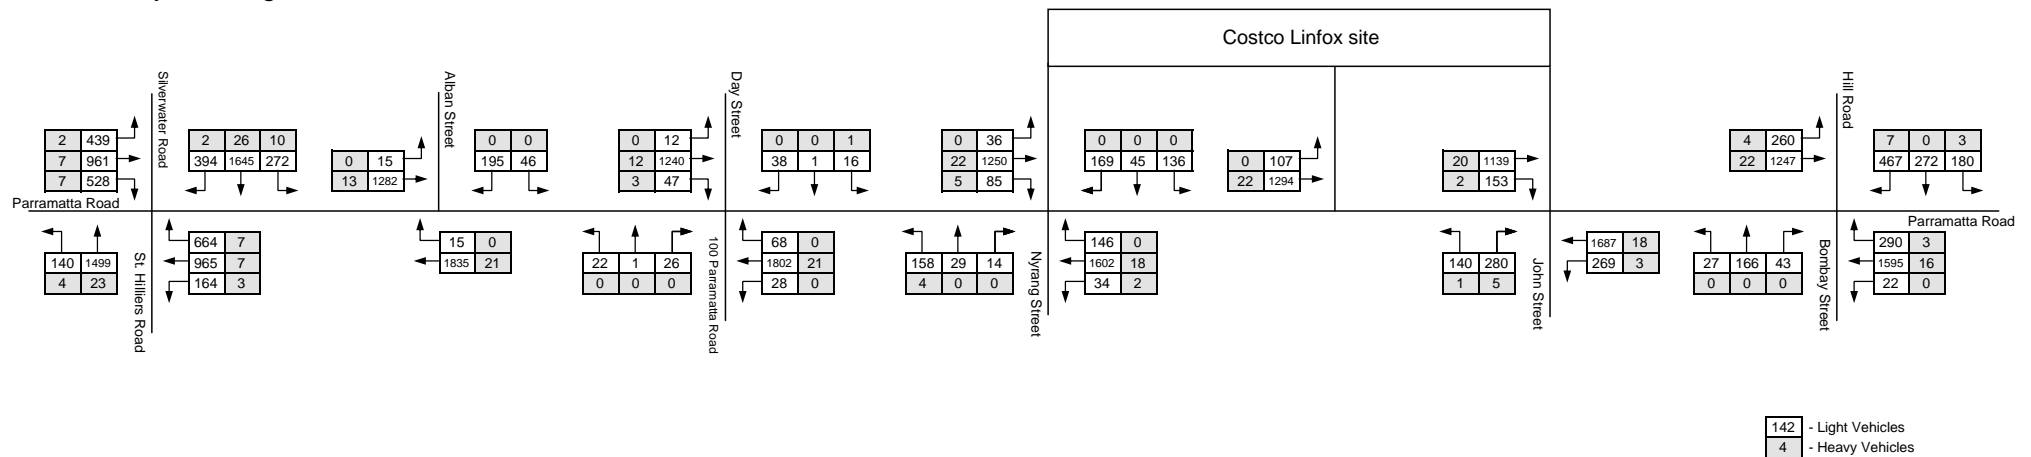 Costco Linfox site
Silverwater Road
Alban Street
Day Street
Hill Road
2 439
7 961
7 528
2 26 10
394 1645 272
0 15
13 1282
0 0
195 46
0 12
12 1240
3 47
0 0 1
38 1 16
0 36
22 1250
5 85
0 0 0
169 45 136
0 107
22 1294
20 1139
2 153
4 260
22 1247
7 0 3
467 272 180
Parramatta Road
Parramatta Road
140 1499
4 23
St. Hilliers Road
664 7
965 7
164 3
15 0
1835 21
22 1 26
0 0 0
100 Parramatta Road
68 0
1802 21
28 0
158 29 14
4 0 0
Nyrang Street
146 0
1602 18
34 2
140 280
1 5
John Street
1687 18
269 3
27 166 43
0 0 0
Bombay Street
290 3
1595 16
22 0
142 - Light Vehicles
4 - Heavy Vehicles